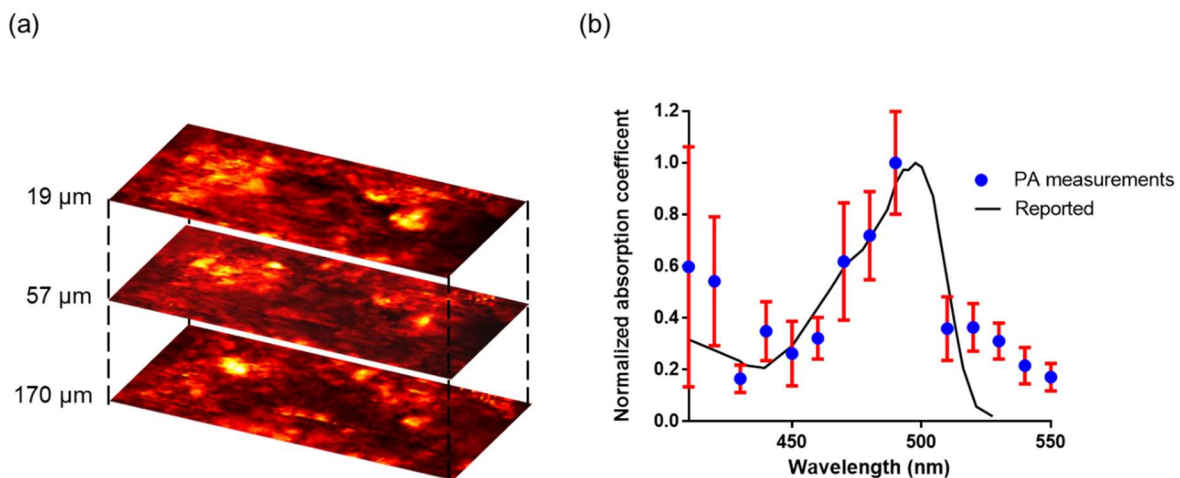 (a)
19 µm
57 µm
170 µm
(b)
Normalized absorption coefficent
1.2
1.0
0.8
0.6
0.4
0.2
0.0
450
500
550
Wavelength (nm)
PA measurements
Reported